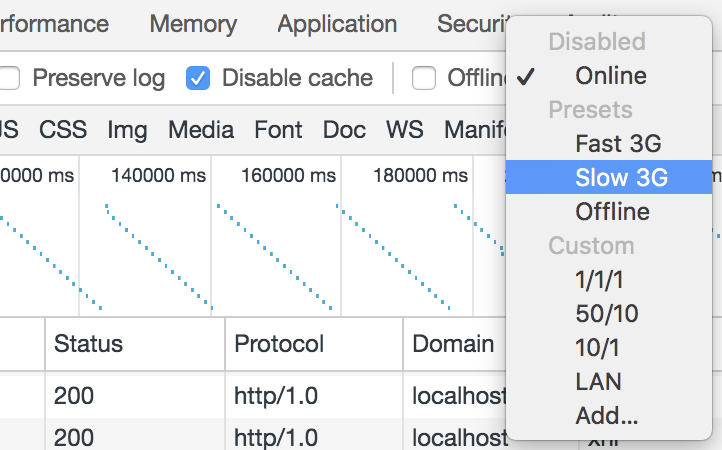 rformance Memory Application Securi
Preserve log Disable cache Offlin
JS CSS Img Media Font Doc WS Manif
0000 ms 140000 ms 160000 ms 180000 ms
Status Protocol Domain
200 http/1.0 localhost
200 http/1.0 localhost xhr
Disabled
✓ Online
Presets
Fast 3G
Slow 3G
Offline
Custom
1/1/1
50/10
10/1
LAN
Add...